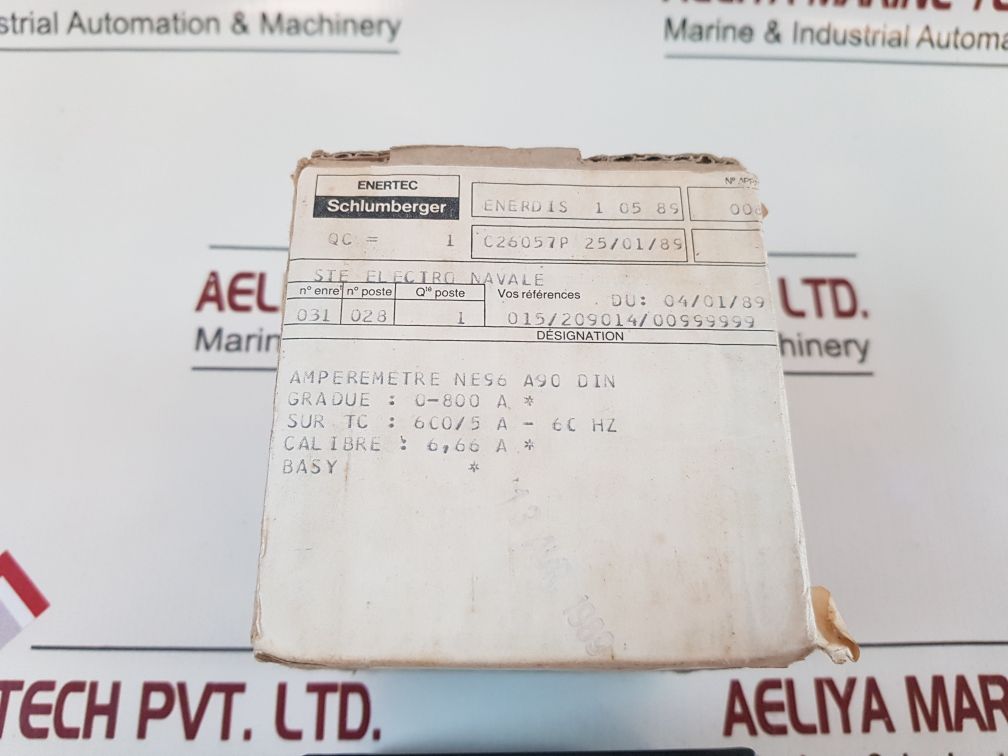 strial Automation & Machinery
Marine & Industrial Automa
ENERTEC
Schlumberger
ENERDIS 1 05 89
QC = 1
C26057P 25/01/89
STE ELECTRO NAVALE
n° enre' n° poste Qté poste Vos références DU: 04/01/89
031 028 1 015/209014/00999999
DÉSIGNATION
AMPEREMETRE NE96 A90 DIN
GRADUE : 0-800 A *
SUR TC : 600/5 A - 60 HZ
CALIBRE : 6,66 A *
BASY *
1989
AEL
LTD.
Marin
hinery
TECH PVT. LTD.
AELIYA MAR